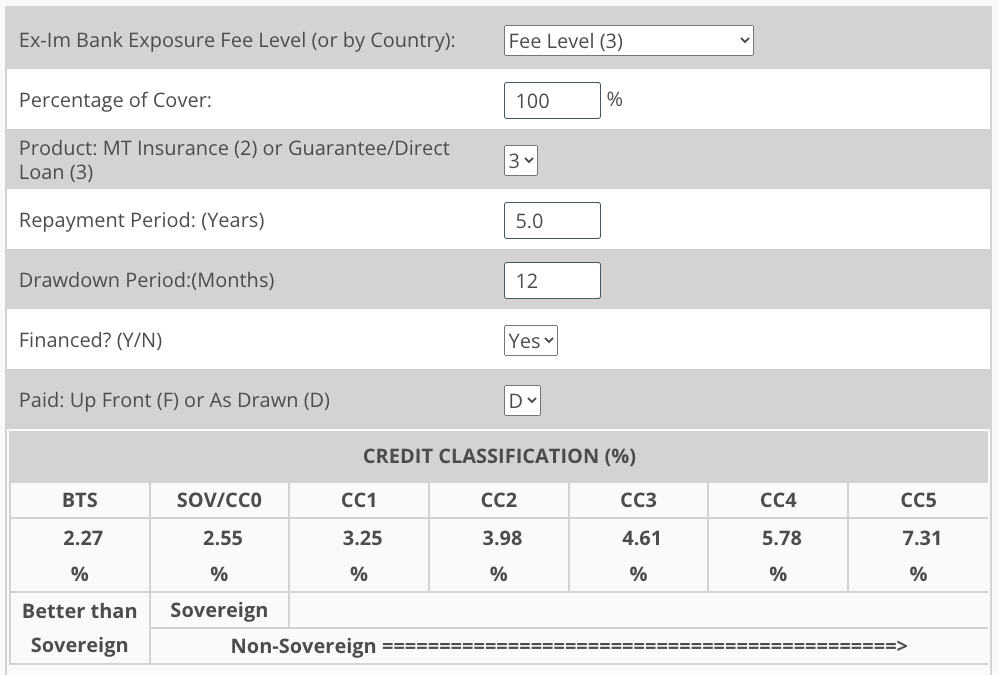 Ex-Im Bank Exposure Fee Level (or by Country): Fee Level (3)
Percentage of Cover: 100 %
Product: MT Insurance (2) or Guarantee/Direct
Loan (3) 3
Repayment Period: (Years) 5.0
Drawdown Period:(Months) 12
Financed? (Y/N) Yes
Paid: Up Front (F) or As Drawn (D) D
CREDIT CLASSIFICATION (%)
BTS SOV/CC0 CC1 CC2 CC3 CC4 CC5
2.27 2.55 3.25 3.98 4.61 5.78 7.31
% % % % % % %
Better than Sovereign
Sovereign Non-Sovereign =============================================>